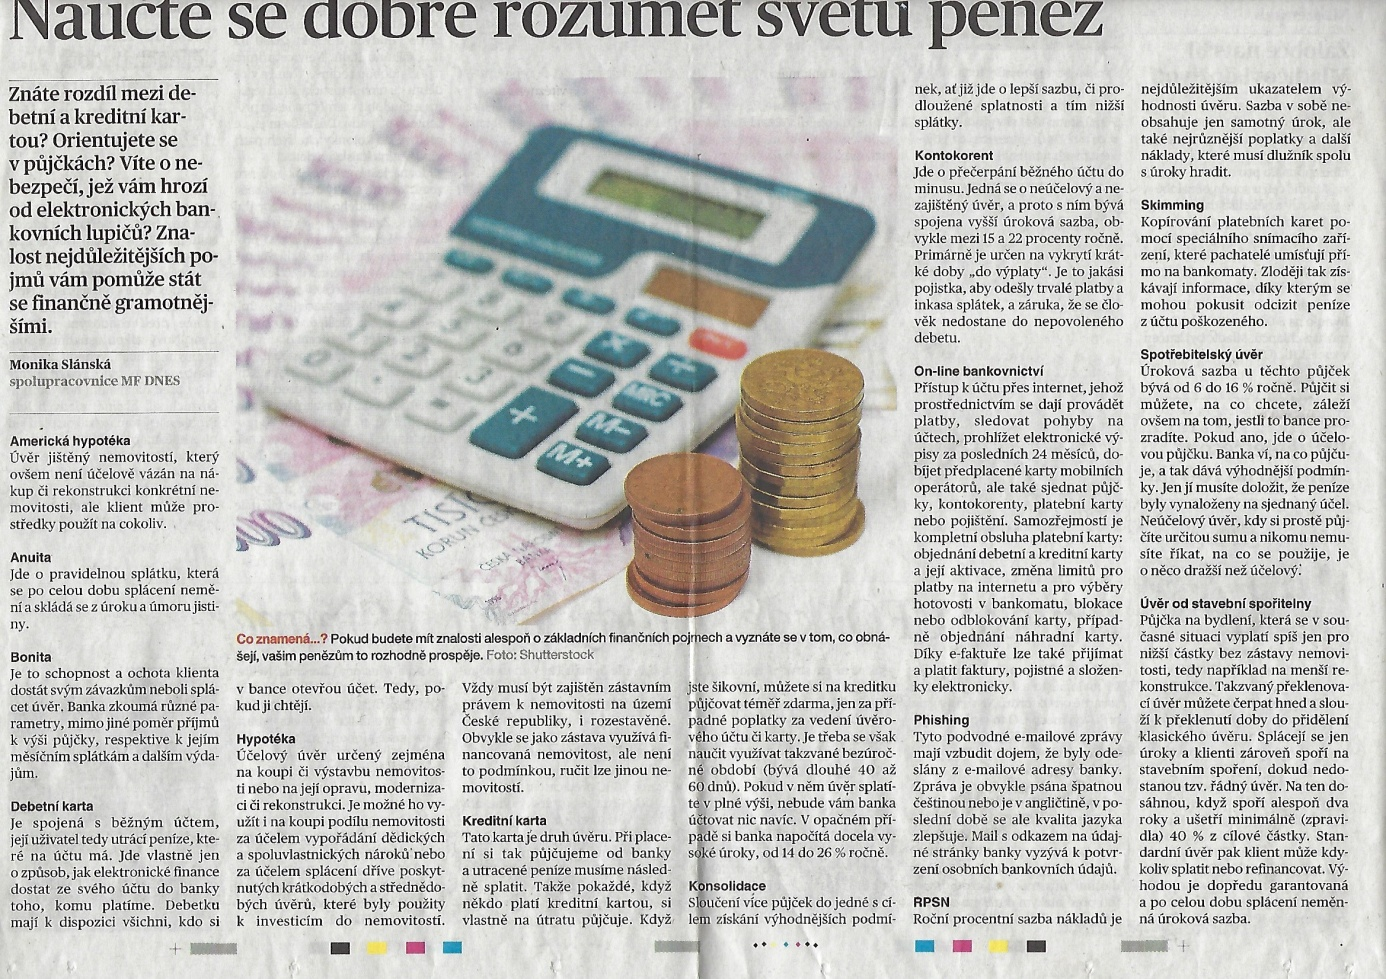 Naučte se dobře rozumět světu peněz
Znáte rozdíl mezi de-
betní a kreditní kar-
tou? Orientujete se
v půjčkách? Víte o ne-
bezpečí, jež vám hrozí
od elektronických ban-
kovních lupičů? Zna-
lost nejdůležitějších po-
jmů vám pomůže stát
se finančně gramotněj-
šími.
Monika Slánská
spolupracovnice MF DNES
Americká hypotéka
Úvěr jištěný nemovitostí, který
ovšem není účelově vázán na ná-
kup či rekonstrukci konkrétní ne-
movitosti, ale klient může pro-
středky použít na cokoliv.
Anuita
Jde o pravidelnou splátku, která
se po celou dobu splácení nemě-
ní a skládá se z úroku a úmoru jisti-
ny.
Bonita
Je to schopnost a ochota klienta
dostát svým závazkům neboli splá-
cet úvěr. Banka zkoumá různé pa-
rametry, mimo jiné poměr příjmů
k výši půjčky, respektive k jejím
měsíčním splátkám a dalším výda-
jům.
Debetní karta
Je spojená s běžným účtem,
její uživatel tedy utrácí peníze, kte-
ré na účtu má. Jde vlastně jen
o způsob, jak elektronické finance
dostat ze svého účtu do banky
toho, komu platíme. Debetku
mají k dispozici všichni, kdo si
0
TISÍ
KORUN ČE
ČESKÁ
BANKA
000
+
−
×
÷
MRC
M−
M+
Co znamená...? Pokud budete mít znalosti alespoň o základních finančních pojmech a vyznáte se v tom, co obná-
šejí, vašim penězům to rozhodně prospěje. Foto: Shutterstock
v bance otevřou účet. Tedy, po-
kud ji chtějí.
Hypotéka
Účelový úvěr určený zejména
na koupi či výstavbu nemovitos-
ti nebo na její opravu, moderniza-
ci či rekonstrukci. Je možné ho vy-
užít i na koupi podílu nemovitosti
za účelem vypořádání dědických
a spoluvlastnických nároků nebo
za účelem splácení dříve poskyt-
nutých krátkodobých a střednědo-
bých úvěrů, které byly použity
k investicím do nemovitostí.
Vždy musí být zajištěn zástavním
právem k nemovitosti na území
České republiky, i rozestavěné.
Obvykle se jako zástava využívá fi-
nancovaná nemovitost, ale není
to podmínkou, ručit lze jinou ne-
movitostí.
Kreditní karta
Tato karta je druh úvěru. Při place-
ní si tak půjčujeme od banky
a utracené peníze musíme násled-
ně splatit. Takže pokaždé, když
někdo platí kreditní kartou, si
vlastně na útratu půjčuje. Když
jste šikovní, můžete si na kreditku
půjčovat téměř zdarma, jen za pří-
padné poplatky za vedení úvěro-
vého účtu či karty. Je třeba se však
naučit využívat takzvané bezúroč-
né období (bývá dlouhé 40 až
60 dnů). Pokud v něm úvěr splatí-
te v plné výši, nebude vám banka
účtovat nic navíc. V opačném pří-
padě si banka napočítá docela vy-
soké úroky, od 14 do 26 % ročně.
Konsolidace
Sloučení více půjček do jedné s cí-
lem získání výhodnějších podmí-
nek, ať již jde o lepší sazbu, či pro-
dloužené splatnosti a tím nižší
splátky.
Kontokorent
Jde o přečerpání běžného účtu do
minusu. Jedná se o neúčelový a ne-
zajištěný úvěr, a proto s ním bývá
spojena vyšší úroková sazba, ob-
vykle mezi 15 a 22 procenty ročně.
Primárně je určen na vykrytí krát-
ké doby „do výplaty“. Je to jakási
pojistka, aby odešly trvalé platby a
inkasa splátek, a záruka, že se člo-
věk nedostane do nepovoleného
debetu.
On-line bankovnictví
Přístup k účtu přes internet, jehož
prostřednictvím se dají provádět
platby, sledovat pohyby na
účtech, prohlížet elektronické vý-
pisy za posledních 24 měsíců, do-
bíjet předplacené karty mobilních
operátorů, ale také sjednat půjč-
ky, kontokorenty, platební karty
nebo pojištění. Samozřejmostí je
kompletní obsluha platební karty:
objednání debetní a kreditní karty
a její aktivace, změna limitů pro
platby na internetu a pro výběry
hotovosti v bankomatu, blokace
nebo odblokování karty, případ-
ně objednání náhradní karty.
Díky e-faktuře lze také přijímat
a platit faktury, pojistné a složen-
ky elektronicky.
Phishing
Tyto podvodné e-mailové zprávy
mají vzbudit dojem, že byly ode-
slány z e-mailové adresy banky.
Zpráva je obvykle psána špatnou
češtinou nebo je v angličtině, v po-
slední době se ale kvalita jazyka
zlepšuje. Mail s odkazem na údaj-
né stránky banky vyzývá k potvr-
zení osobních bankovních údajů.
RPSN
Roční procentní sazba nákladů je
nejdůležitějším ukazatelem vý-
hodnosti úvěru. Sazba v sobě ne-
obsahuje jen samotný úrok, ale
také nejrůznější poplatky a další
náklady, které musí dlužník spolu
s úroky hradit.
Skimming
Kopírování platebních karet po-
mocí speciálního snímacího zaří-
zení, které pachatelé umísťují pří-
mo na bankomaty. Zloději tak zís-
kávají informace, díky kterým se
mohou pokusit odcizit peníze
z účtu poškozeného.
Spotřebitelský úvěr
Úroková sazba u těchto půjček
bývá od 6 do 16 % ročně. Půjčit si
můžete, na co chcete, záleží
ovšem na tom, jestli to bance pro-
zradíte. Pokud ano, jde o účelo-
vou půjčku. Banka ví, na co půjču-
je, a tak dává výhodnější podmín-
ky. Jen jí musíte doložit, že peníze
byly vynaloženy na sjednaný účel.
Neúčelový úvěr, kdy si prostě půj-
číte určitou sumu a nikomu nemu-
síte říkat, na co se použije, je
o něco dražší než účelový.
Úvěr od stavební spořitelny
Půjčka na bydlení, která se v sou-
časné situaci vyplatí spíš jen pro
nižší částky bez zástavy nemovi-
tosti, tedy například na menší re-
konstrukce. Takzvaný překlenova-
cí úvěr můžete čerpat hned a slou-
ží k překlenutí doby do přidělení
klasického úvěru. Splácejí se jen
úroky a klienti zároveň spoří na
stavebním spoření, dokud nedo-
stanou tzv. řádný úvěr. Na ten do-
sáhnou, když spoří alespoň dva
roky a ušetří minimálně (zpravi-
dla) 40 % z cílové částky. Stan-
dardní úvěr pak klient může kdy-
koliv splatit nebo refinancovat. Vý-
hodou je dopředu garantovaná
a po celou dobu splácení neměn-
ná úroková sazba.